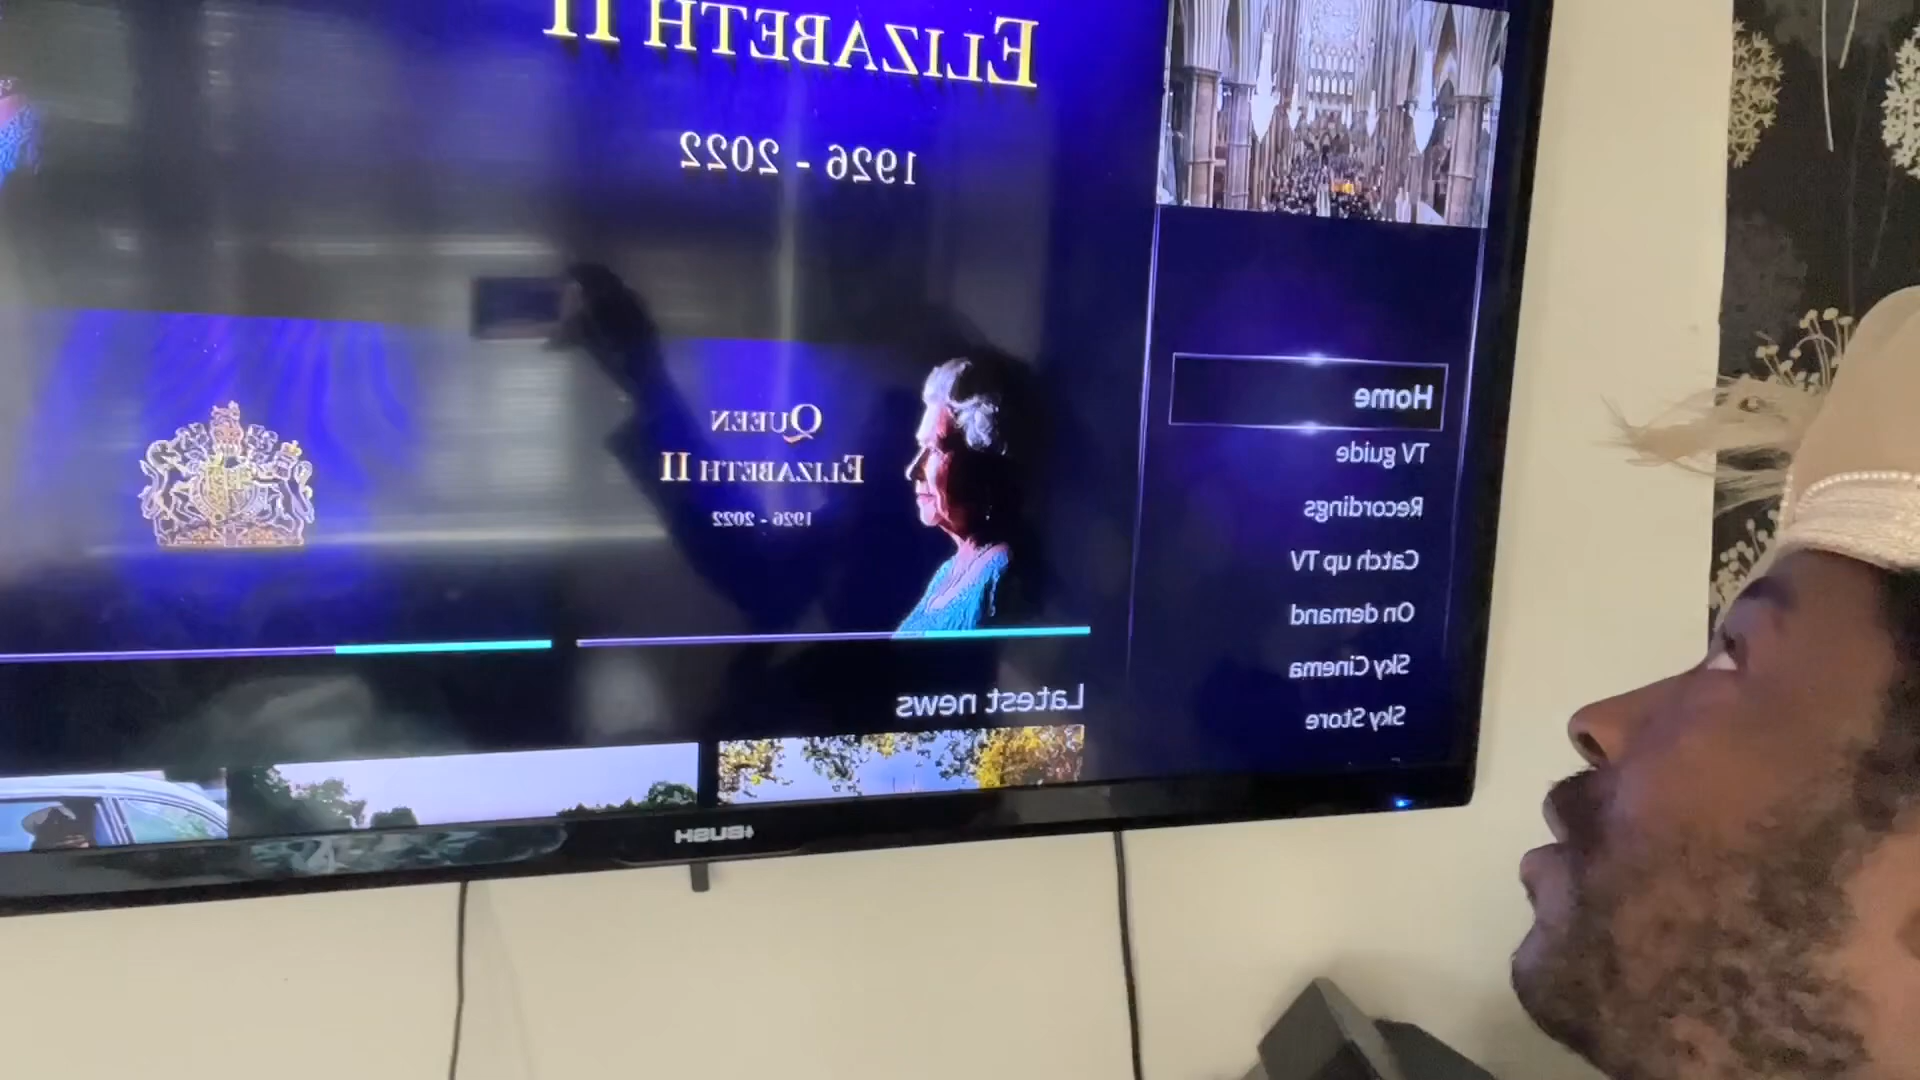 ELIZABETH II
1926 - 2022
QUEEN
ELIZABETH II
1926 - 2022
Home
TV guide
Recordings
Catch up TV
On demand
Sky Cinema
Sky Store
Latest news
BUSH